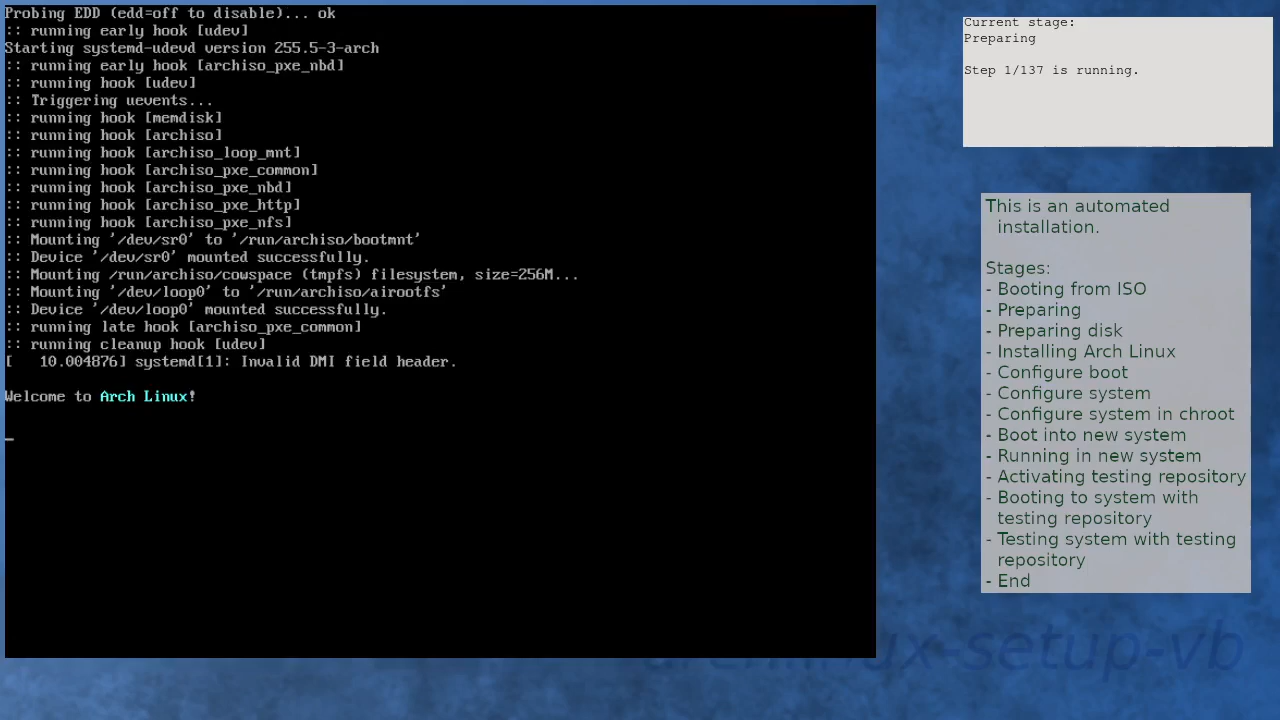 Probing EDD (edd=off to disable)... ok
:: running early hook [udev]
Starting systemd-udevd version 255.5-3-arch
:: running early hook [archiso_pxe_nbd]
:: running hook [udev]
:: Triggering uevents...
:: running hook [memdisk]
:: running hook [archiso]
:: running hook [archiso_loop_mnt]
:: running hook [archiso_pxe_common]
:: running hook [archiso_pxe_nbd]
:: running hook [archiso_pxe_http]
:: running hook [archiso_pxe_nfs]
:: Mounting '/dev/sr0' to '/run/archiso/bootmnt'
:: Device '/dev/sr0' mounted successfully.
:: Mounting /run/archiso/cowspace (tmpfs) filesystem, size=256M...
:: Mounting '/dev/loop0' to '/run/archiso/airootfs'
:: Device '/dev/loop0' mounted successfully.
:: running late hook [archiso_pxe_common]
:: running cleanup hook [udev]
[   10.004876] systemd[1]: Invalid DMI field header.
Welcome to Arch Linux!
Current stage:
Preparing
Step 1/137 is running.
This is an automated
installation.
Stages:
- Booting from ISO
- Preparing
- Preparing disk
- Installing Arch Linux
- Configure boot
- Configure system
- Configure system in chroot
- Boot into new system
- Running in new system
- Activating testing repository
- Booting to system with
testing repository
- Testing system with testing
repository
- End